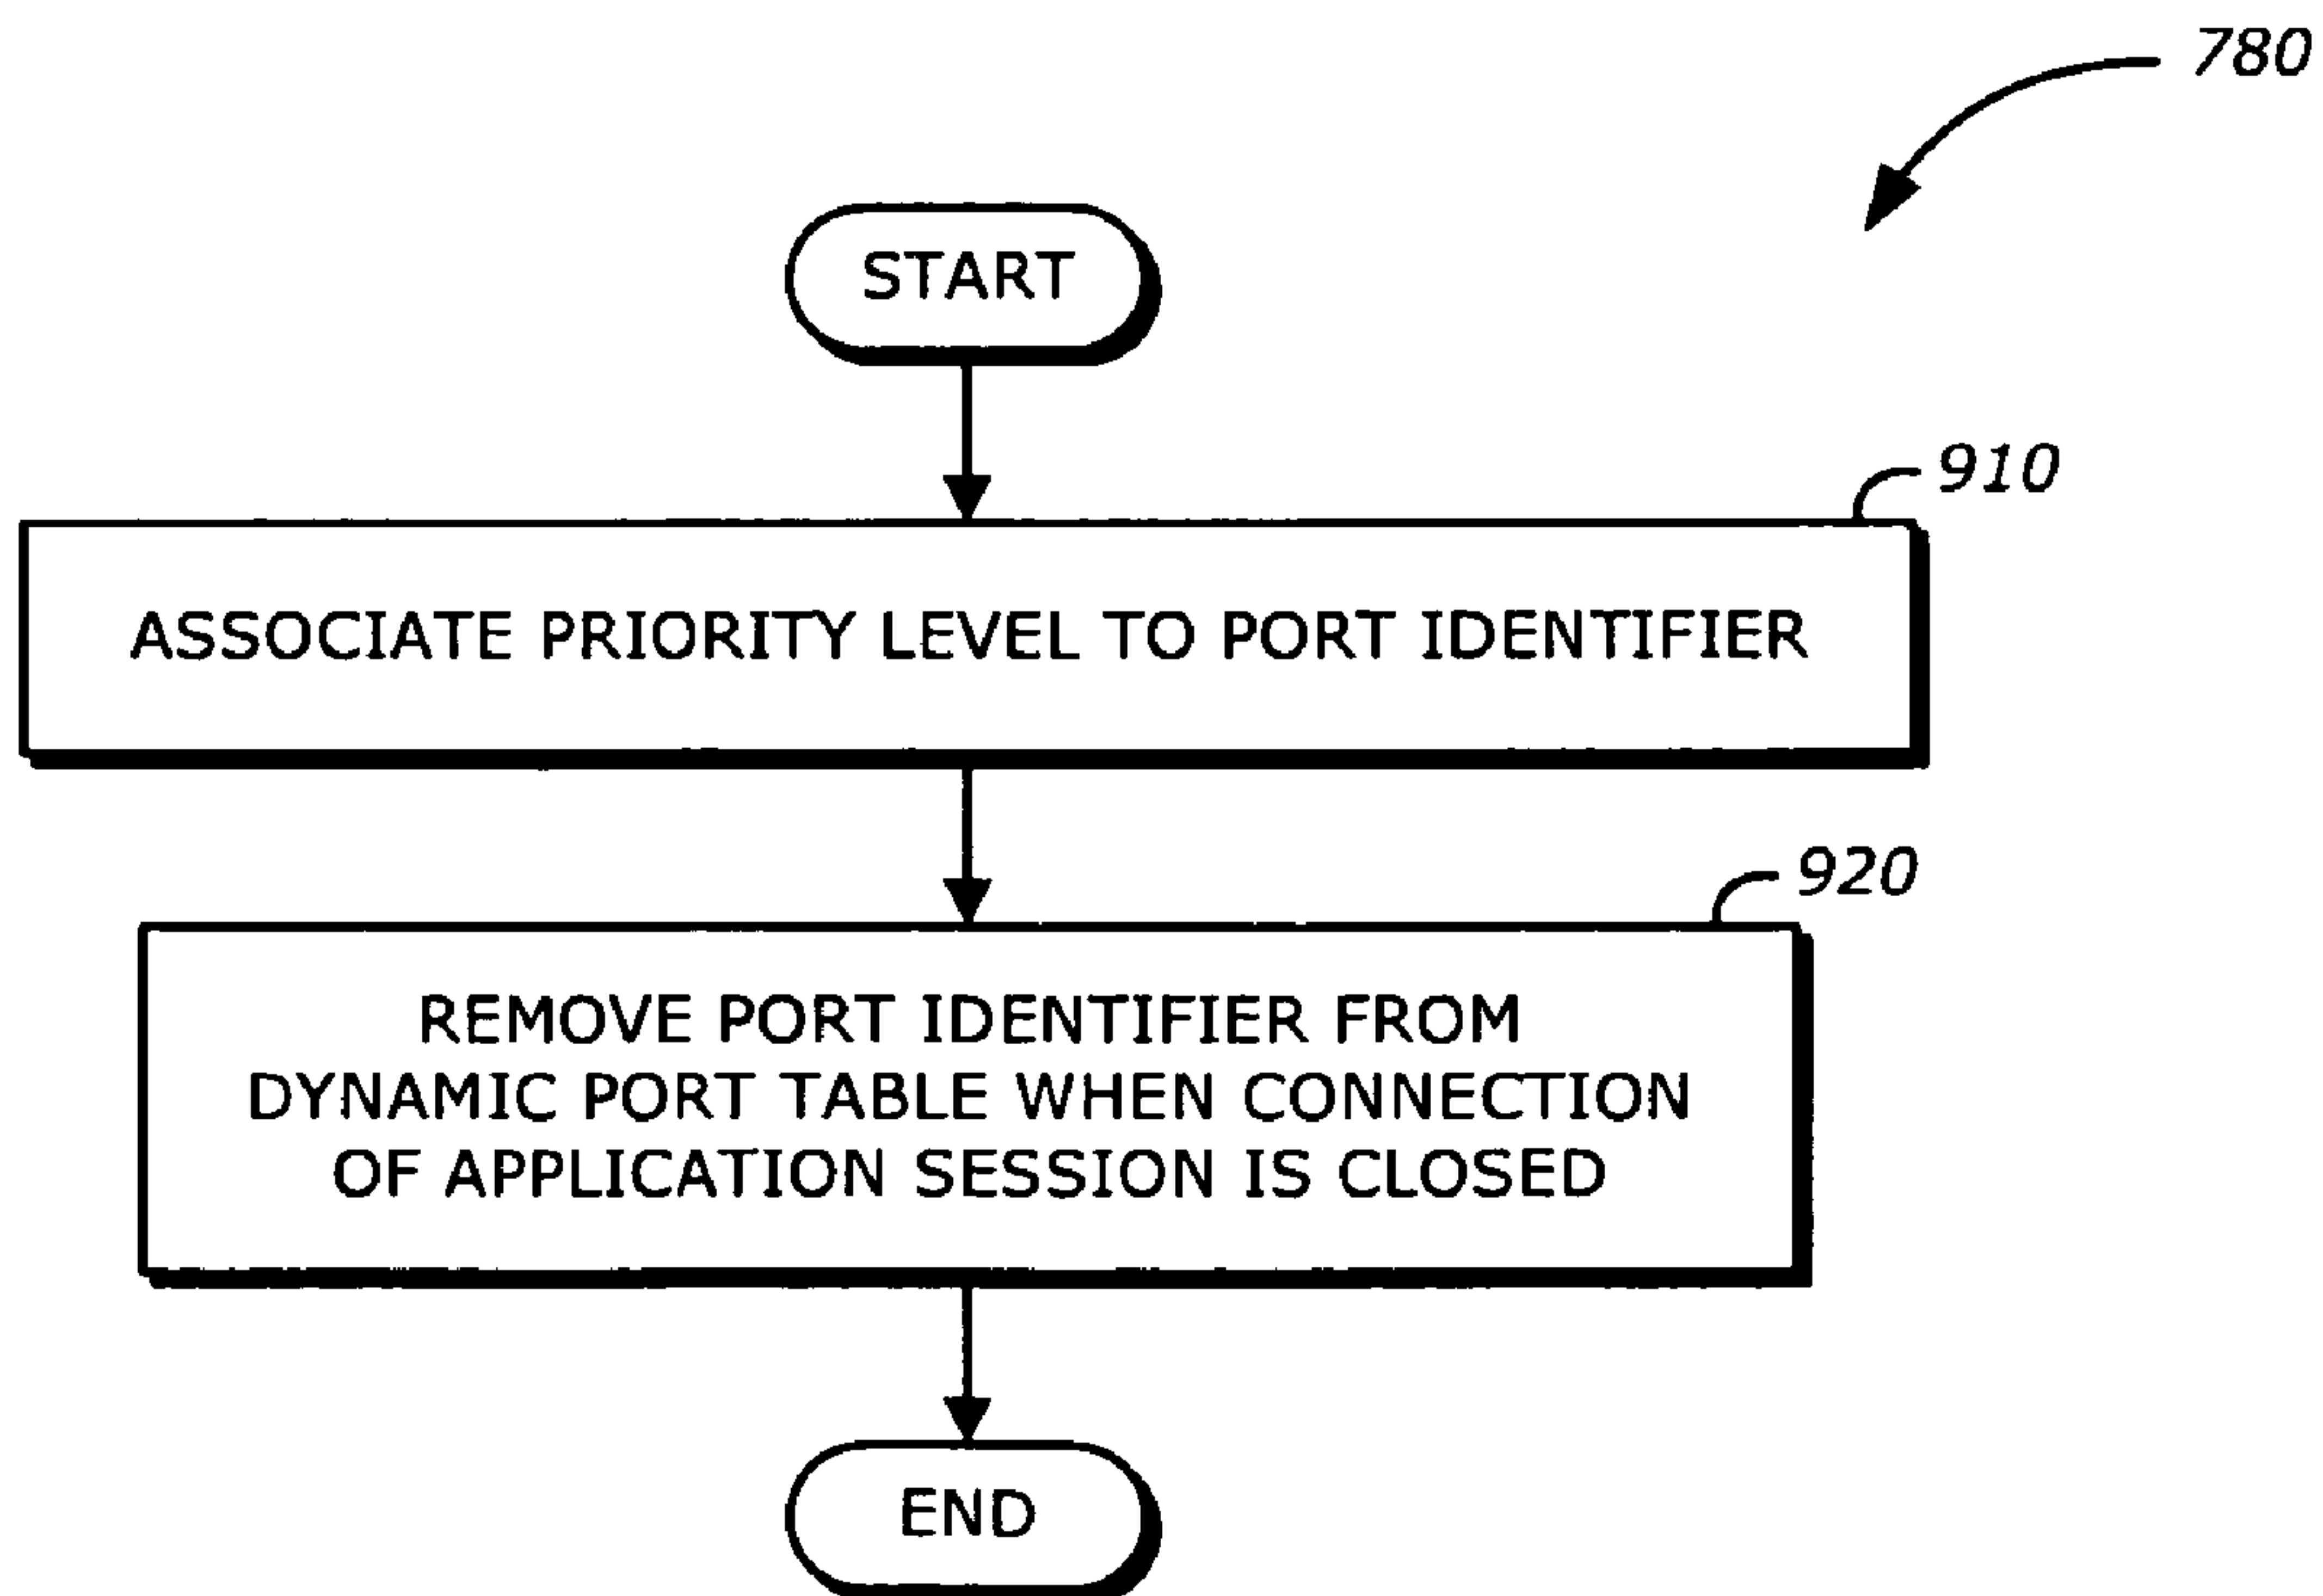 780
START
910
ASSOCIATE PRIORITY LEVEL TO PORT IDENTIFIER
920
REMOVE PORT IDENTIFIER FROM
DYNAMIC PORT TABLE WHEN CONNECTION
OF APPLICATION SESSION IS CLOSED
END